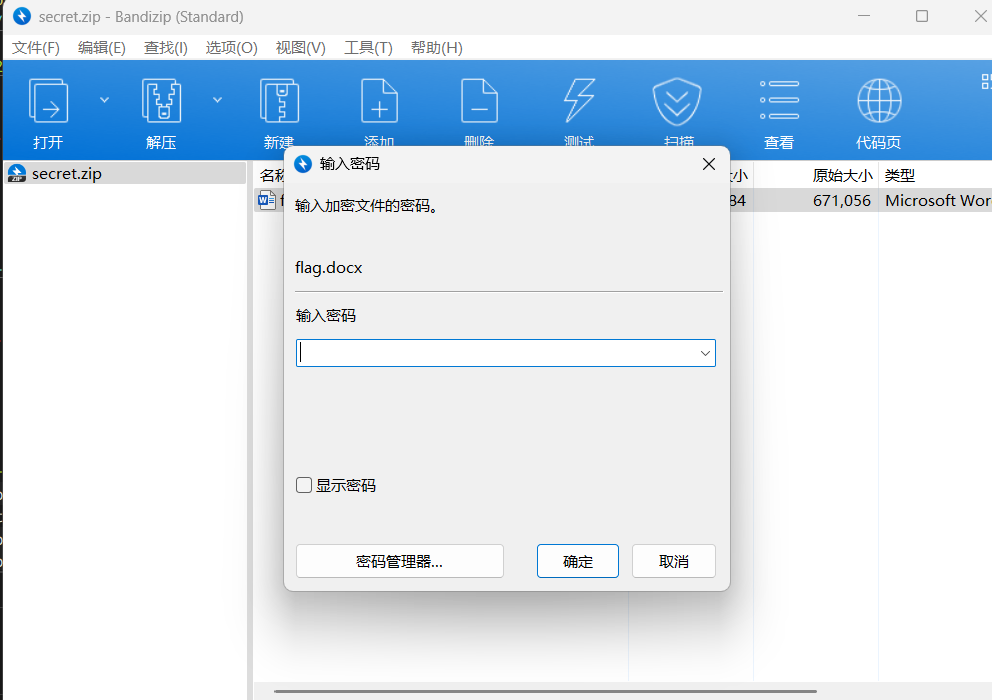 secret.zip - Bandizip (Standard)
文件(F) 编辑(E) 查找(I) 选项(O) 视图(V) 工具(T) 帮助(H)
打开 解压 新建 添加 删除 测试 扫描 查看 代码页
secret.zip
名称 小 原始大小 类型
84 671,056 Microsoft Wor
输入密码
输入加密文件的密码。
flag.docx
输入密码
显示密码
密码管理器... 确定 取消